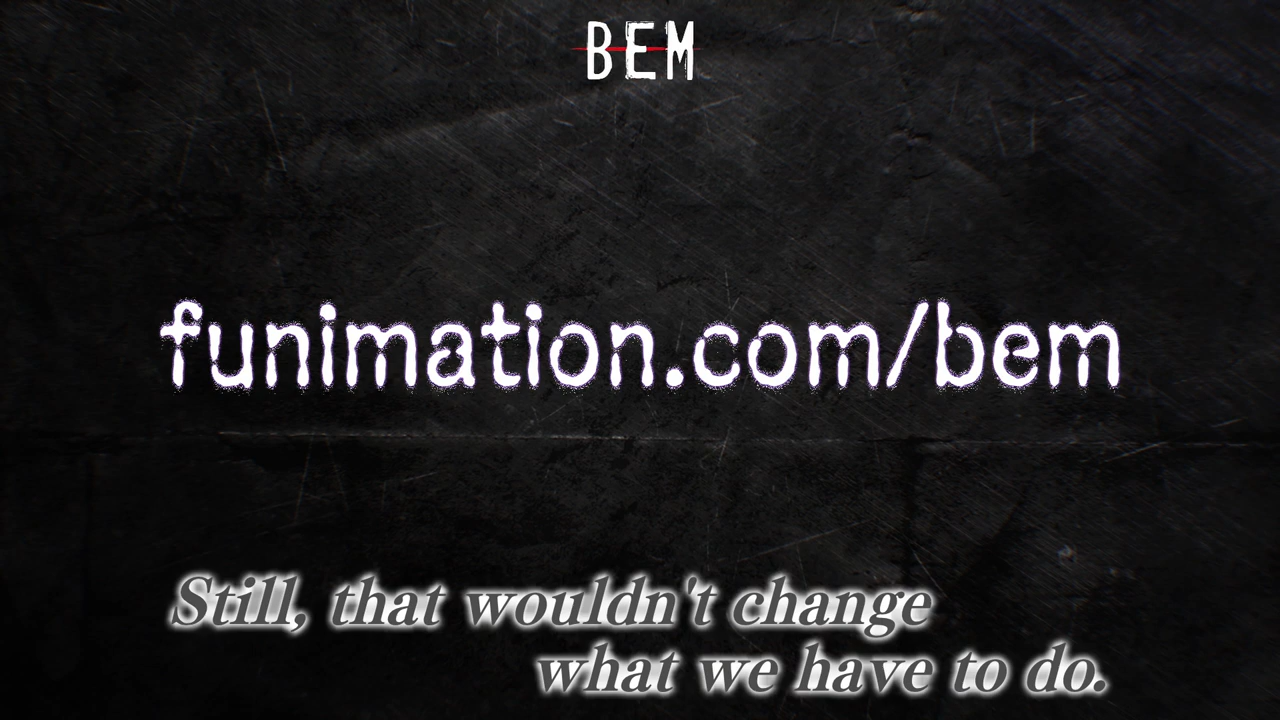 BEM
funimation.com/bem
Still, that wouldn't change
what we have to do.